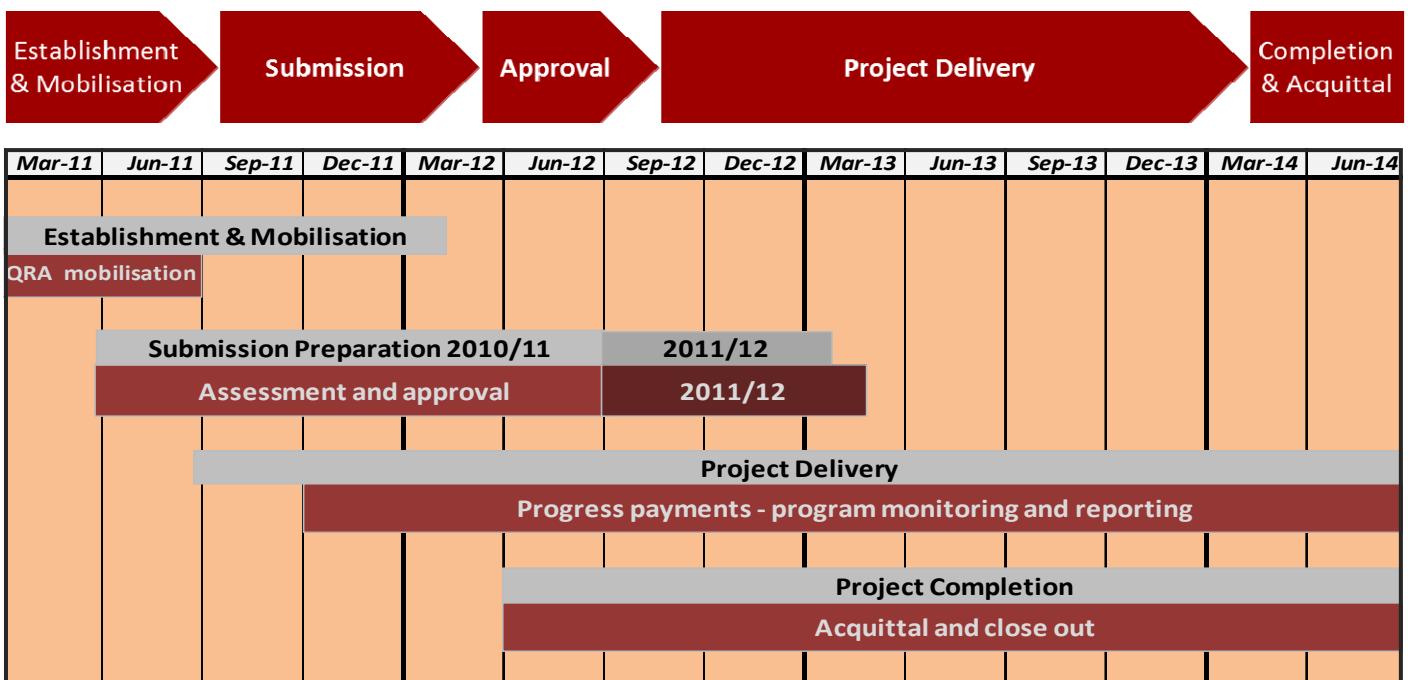 Establishment
& Mobilisation
Submission
Approval
Project Delivery
Completion
& Acquittal
Mar-11 Jun-11 Sep-11 Dec-11 Mar-12 Jun-12 Sep-12 Dec-12 Mar-13 Jun-13 Sep-13 Dec-13 Mar-14 Jun-14
Establishment & Mobilisation
QRA mobilisation
Submission Preparation 2010/11 2011/12
Assessment and approval 2011/12
Project Delivery
Progress payments - program monitoring and reporting
Project Completion
Acquittal and close out